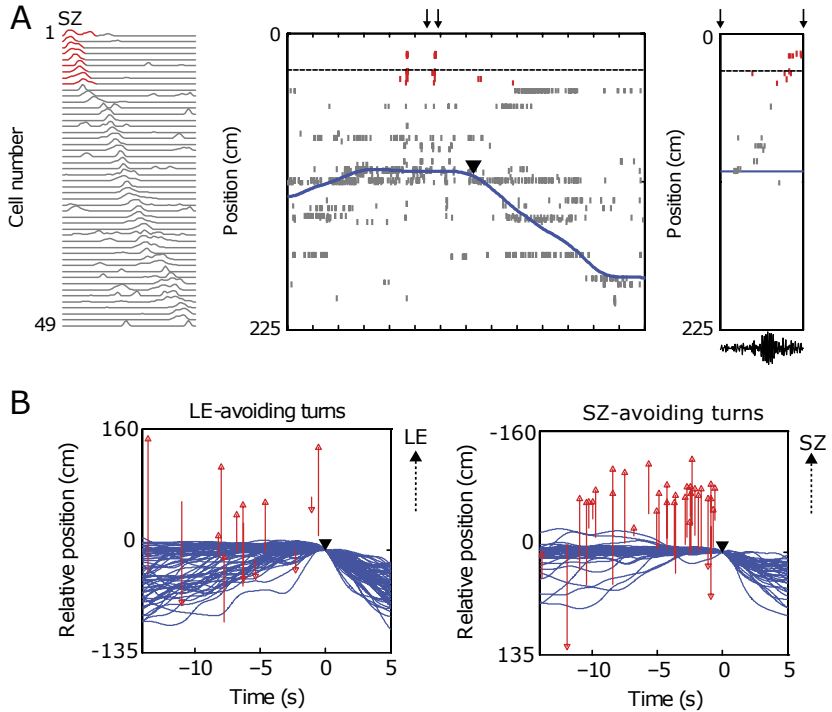 A
SZ
1
49
Cell number
0
225
Position (cm)
0
225
Position (cm)
B
LE-avoiding turns
160
0
-135
Relative position (cm)
−10
−5
0
5
Time (s)
LE
SZ-avoiding turns
-160
0
135
Relative position (cm)
−10
−5
0
5
Time (s)
SZ